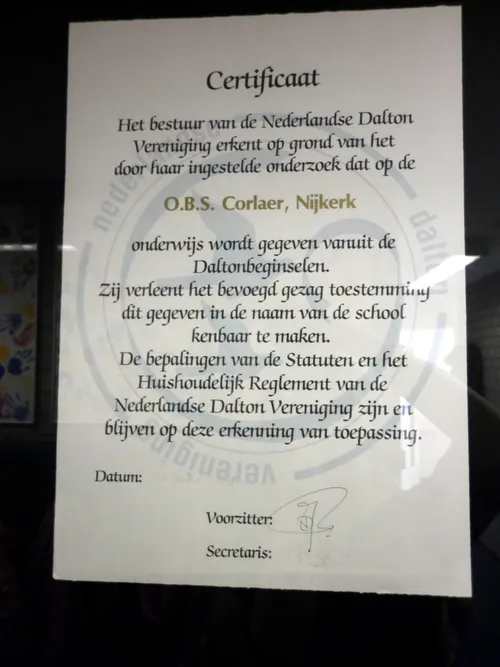 Certificaat
Het bestuur van de Nederlandse Dalton
Vereniging erkent op grond van het
door haar ingestelde onderzoek dat op de
O.B.S. Corlaer, Nijkerk
onderwijs wordt gegeven vanuit de
Daltonbeginselen.
Zij verleent het bevoegd gezag toestemming
dit gegeven in de naam van de school
kenbaar te maken.
De bepalingen van de Statuten en het
Huishoudelijk Reglement van de
Nederlandse Dalton Vereniging zijn en
blijven op deze erkenning van toepassing.
Datum:
Voorzitter:
Secretaris:
nederlandse
dalton
vereniging